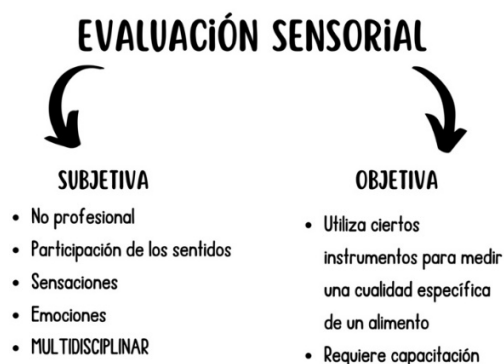 EVALUACIÓN SENSORIAL
SUBJETIVA
• No profesional
• Participación de los sentidos
• Sensaciones
• Emociones
• MULTIDISCIPLINAR
OBJETIVA
• Utiliza ciertos
instrumentos para medir
una cualidad específica
de un alimento
• Requiere capacitación